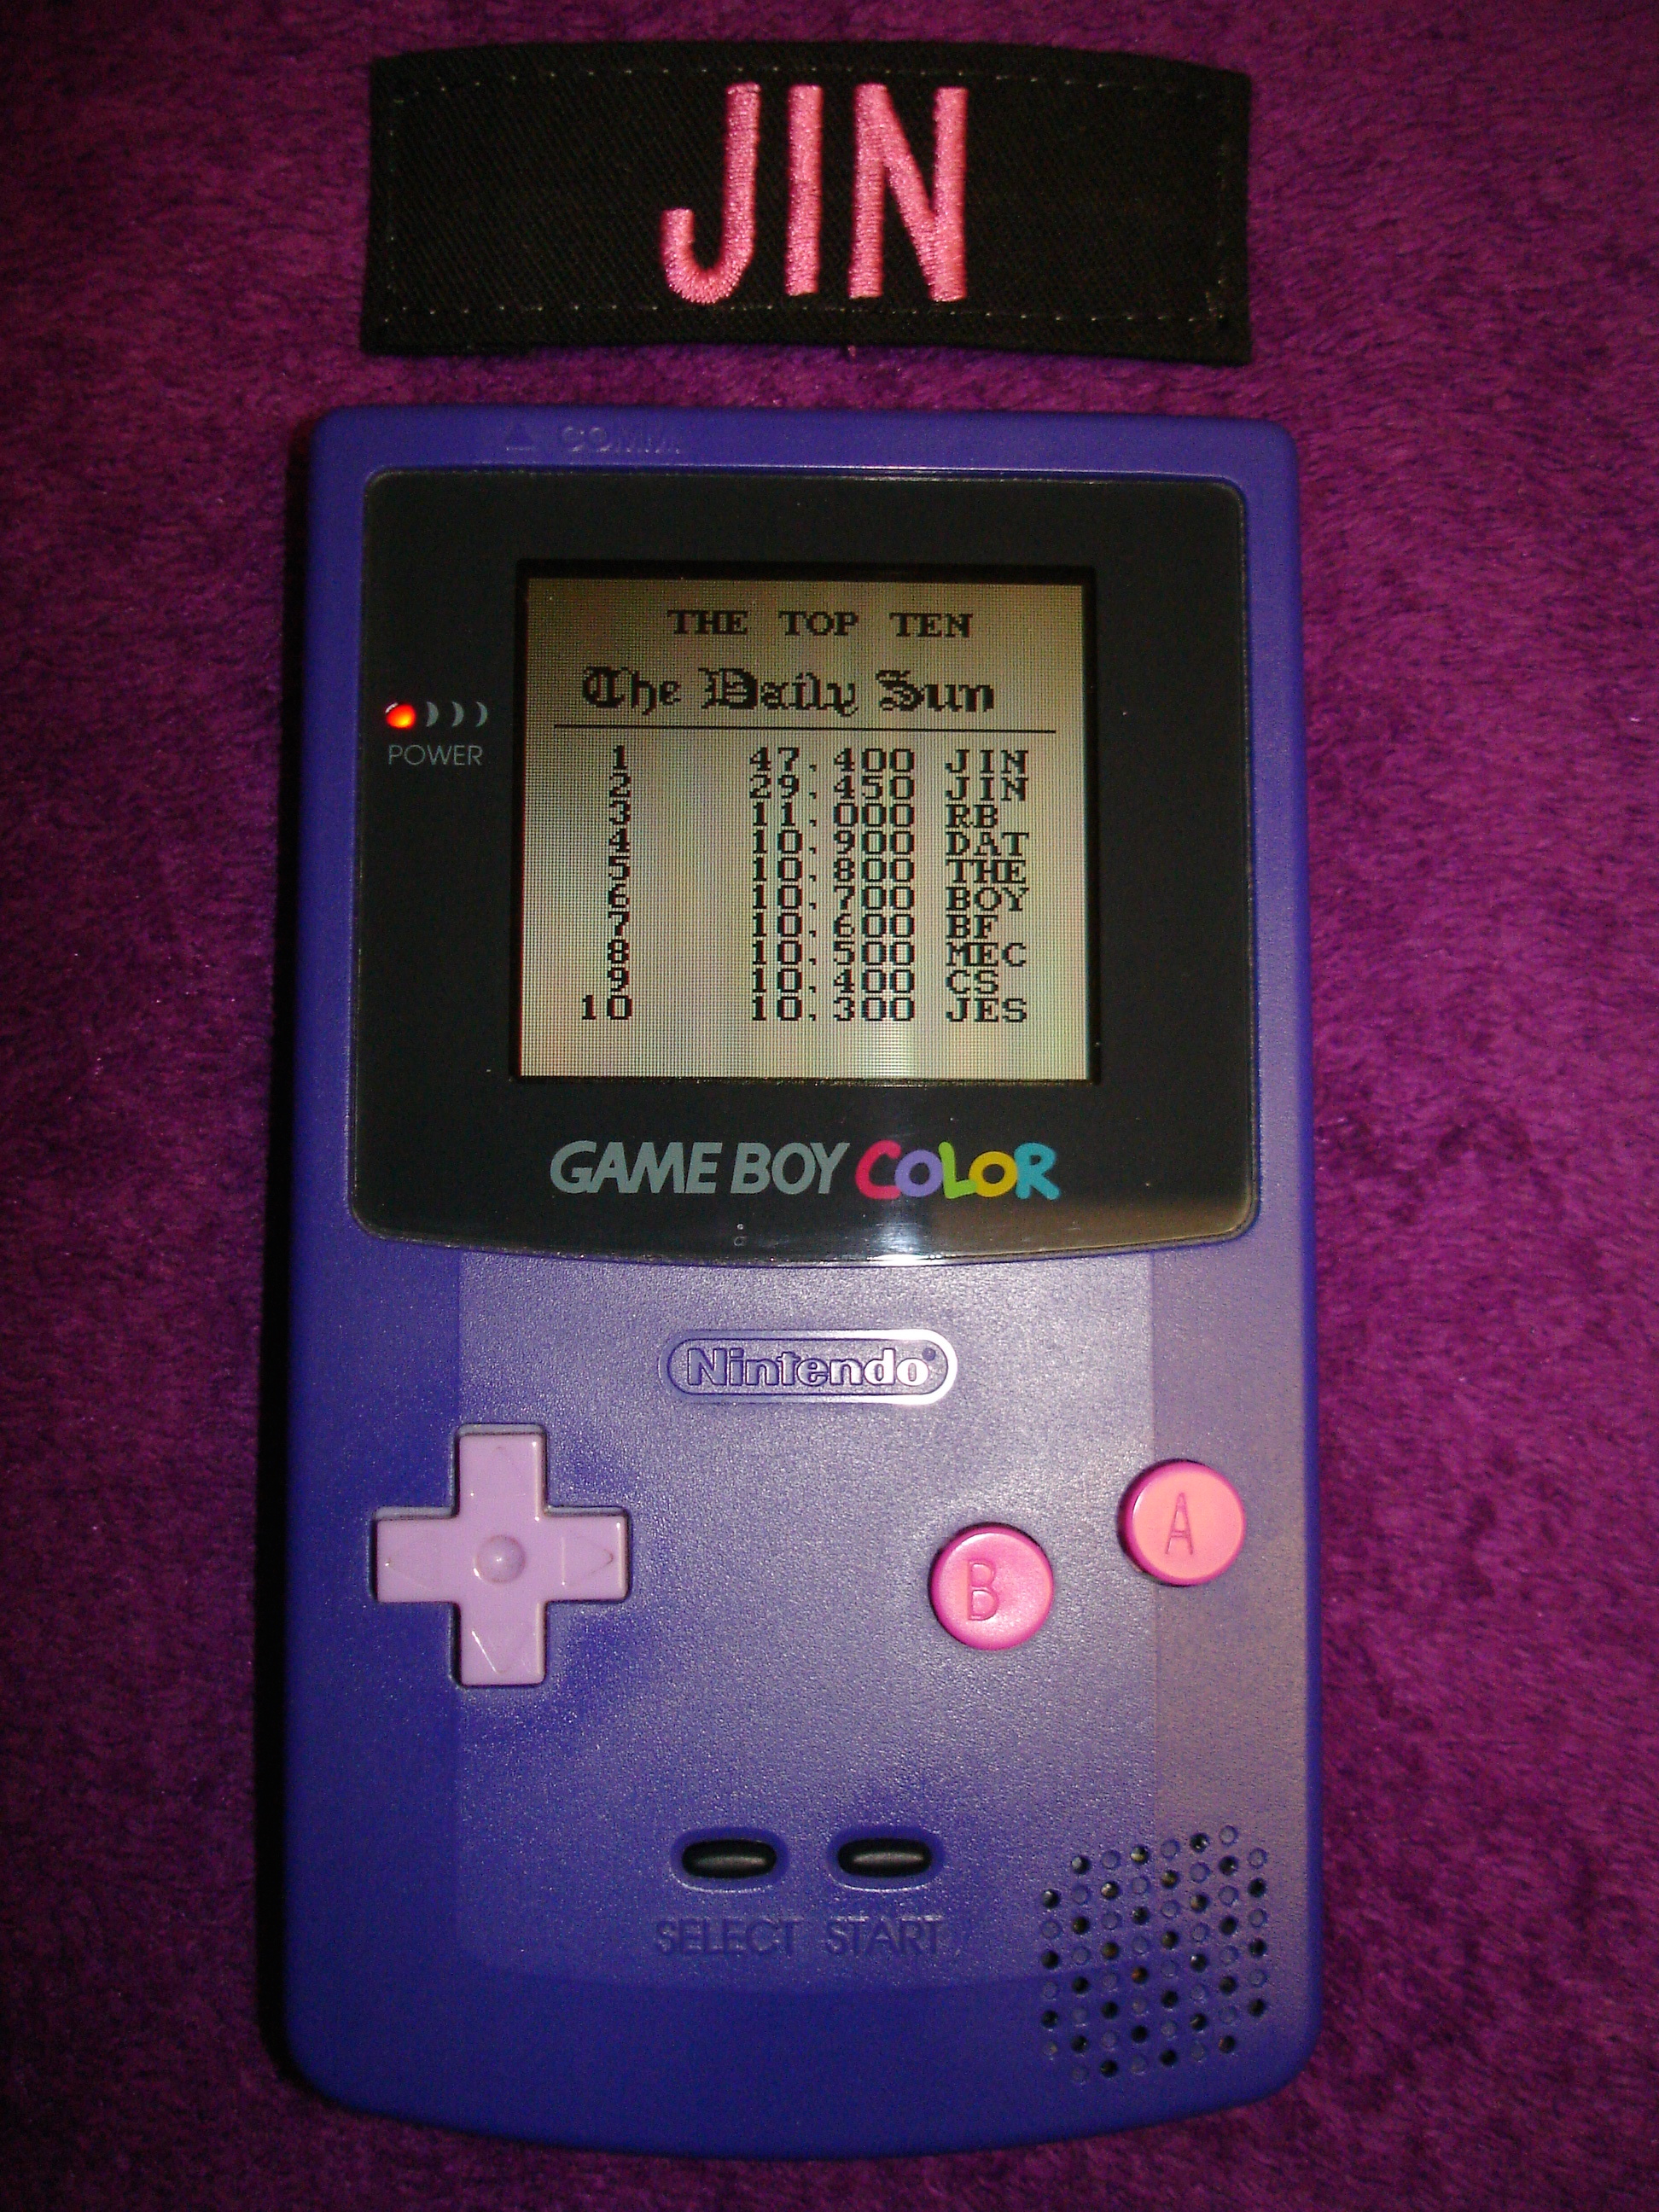 JIN
COMM.
THE TOP TEN
The Daily Sun
1 47,400 JIN
2 29,450 JIN
3 11,000 RB
4 10,900 DAT
5 10,800 THE
6 10,700 BOY
7 10,600 BF
8 10,500 MEC
9 10,400 CS
10 10,300 JES
POWER
GAME BOY COLOR
Nintendo®
A
B
SELECT START